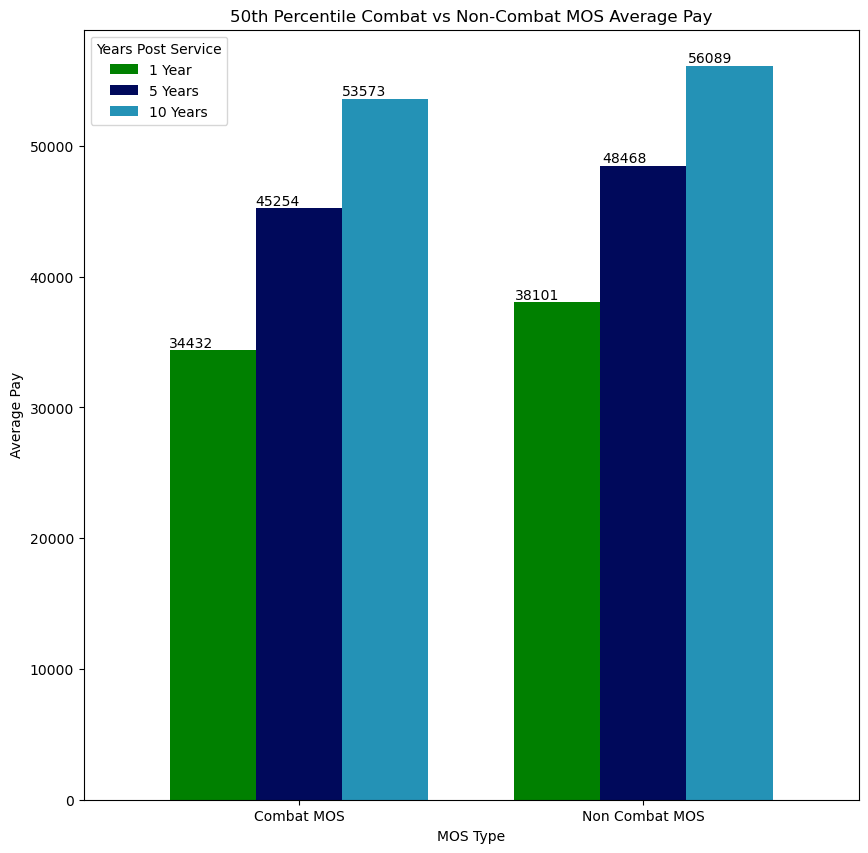 50th Percentile Combat vs Non-Combat MOS Average Pay
Years Post Service
1 Year
5 Years
10 Years
53573
56089
45254
48468
34432
38101
50000
40000
30000
20000
10000
0
Average Pay
Combat MOS
Non Combat MOS
MOS Type